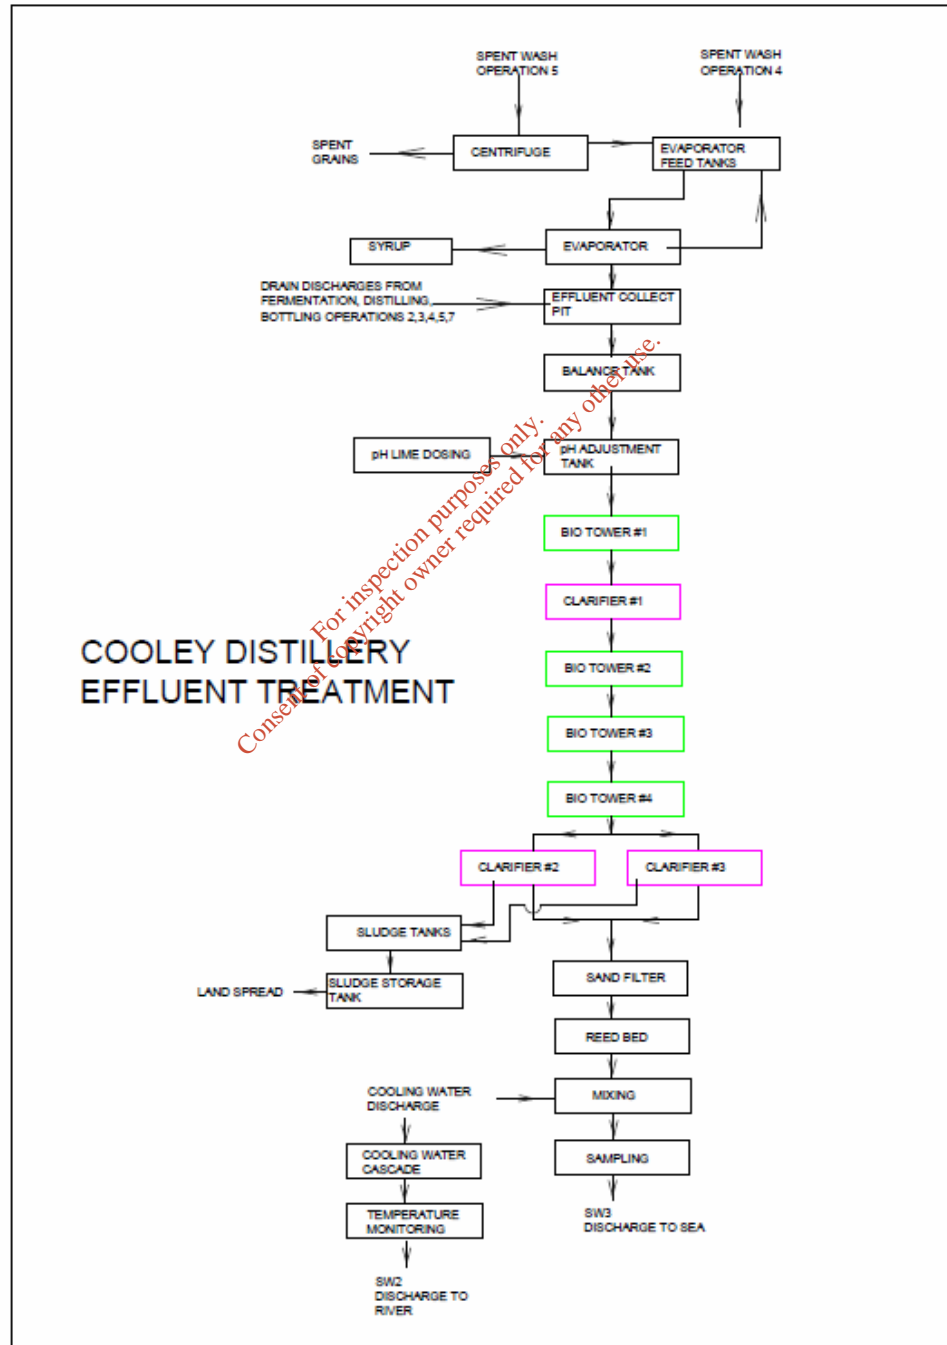 SPENT WASH
OPERATION 5
SPENT WASH
OPERATION 4
SPENT
GRAINS
CENTRIFUGE
EVAPORATOR
FEED TANKS
SYRUP
EVAPORATOR
DRAIN DISCHARGES FROM
FERMENTATION, DISTILLING,
BOTTLING OPERATIONS 2,3,4,5,7
EFFLUENT COLLECT
PIT
BALANCE TANK
pH LIME DOSING
pH ADJUSTMENT
TANK
BIO TOWER #1
CLARIFIER #1
COOLEY DISTILLERY
EFFLUENT TREATMENT
For inspection purposes only.
Consent of copyright owner required for any other use.
BIO TOWER #2
BIO TOWER #3
BIO TOWER #4
CLARIFIER #2
CLARIFIER #3
SLUDGE TANKS
LAND SPREAD
SLUDGE STORAGE
TANK
SAND FILTER
REED BED
COOLING WATER
DISCHARGE
MIXING
COOLING WATER
CASCADE
SAMPLING
TEMPERATURE
MONITORING
SW3
DISCHARGE TO SEA
SW2
DISCHARGE TO
RIVER